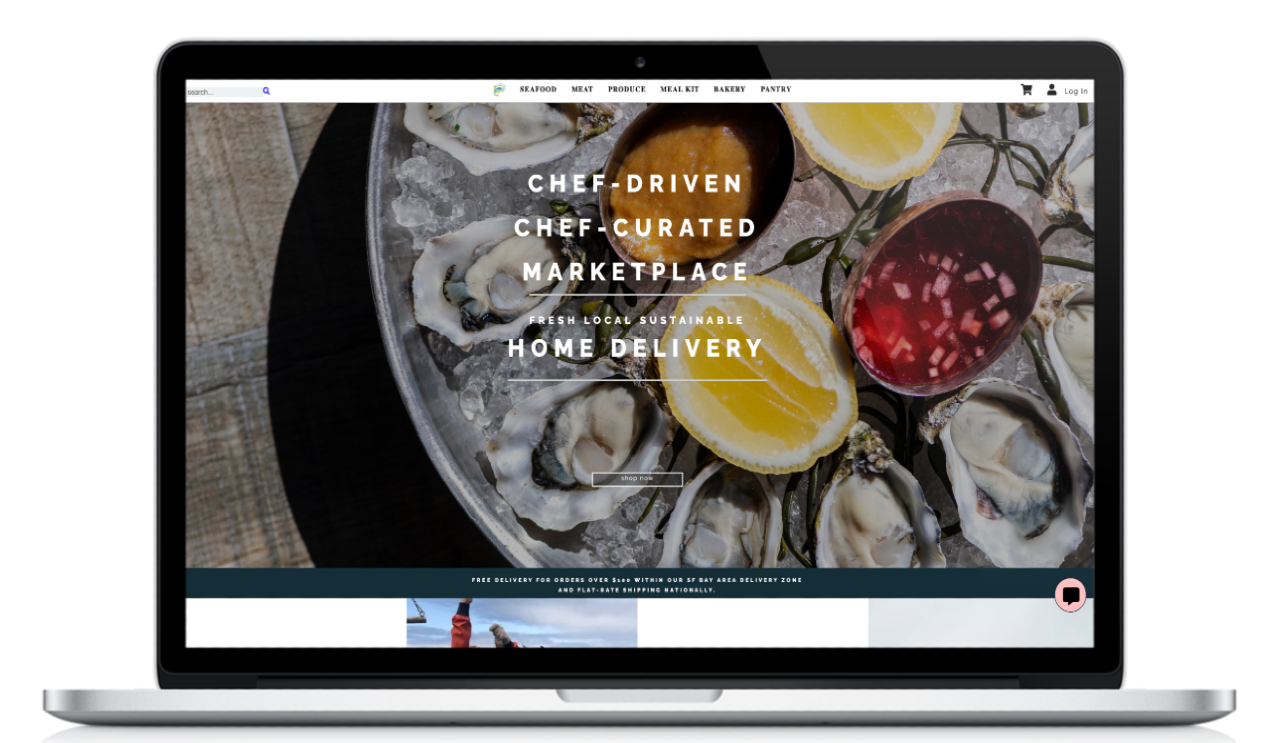 search...
SEAFOOD MEAT PRODUCE MEAL KIT BAKERY PANTRY
Log In
CHEF-DRIVEN
CHEF-CURATED
MARKETPLACE
FRESH LOCAL SUSTAINABLE
HOME DELIVERY
shop now
FREE DELIVERY FOR ORDERS OVER $100 WITHIN OUR SF BAY AREA DELIVERY ZONE
AND FLAT-RATE SHIPPING NATIONALLY.